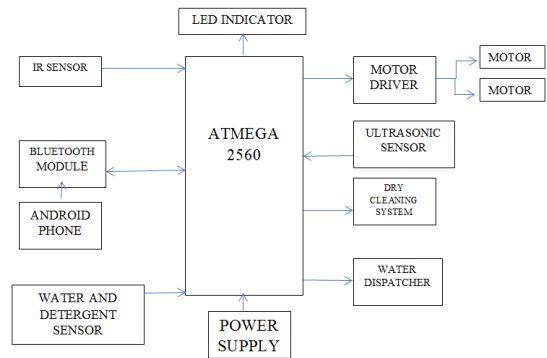 LED INDICATOR
IR SENSOR
MOTOR
DRIVER
MOTOR
MOTOR
ATMEGA
2560
ULTRASONIC
SENSOR
BLUETOOTH
MODULE
DRY
CLEANING
SYSTEM
ANDROID
PHONE
WATER
DISPATCHER
WATER AND
DETERGENT
SENSOR
POWER
SUPPLY